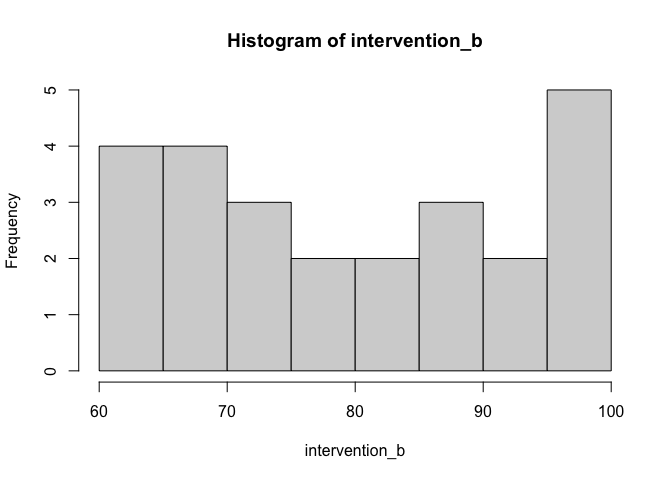 Histogram of intervention_b
Frequency
5
4
3
2
1
0
60 70 80 90 100
intervention_b